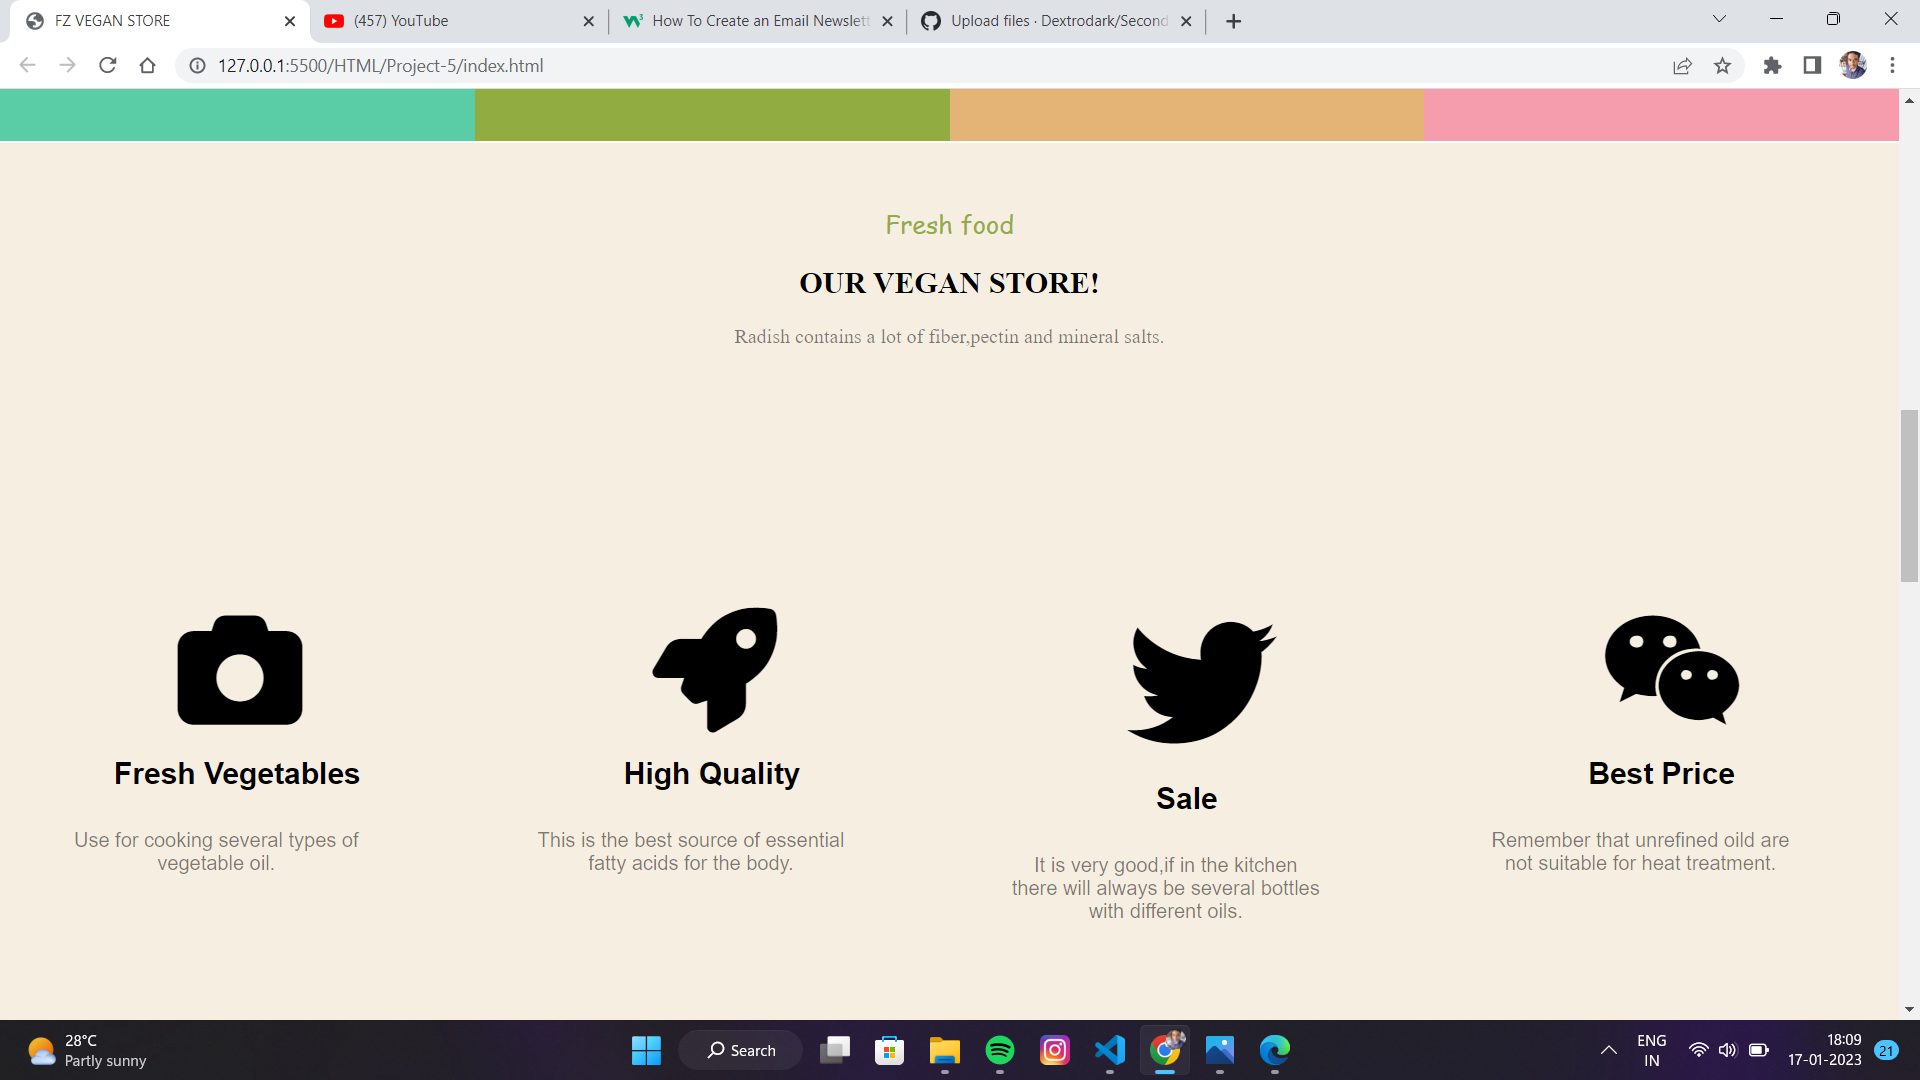 FZ VEGAN STORE
(457) YouTube
How To Create an Email Newslett
Upload files · Dextrodark/Second
127.0.0.1:5500/HTML/Project-5/index.html
Fresh food
OUR VEGAN STORE!
Radish contains a lot of fiber,pectin and mineral salts.
Fresh Vegetables
Use for cooking several types of
vegetable oil.
High Quality
This is the best source of essential
fatty acids for the body.
Sale
It is very good,if in the kitchen
there will always be several bottles
with different oils.
Best Price
Remember that unrefined oild are
not suitable for heat treatment.
28°C
Partly sunny
Search
ENG
IN
18:09
17-01-2023
21